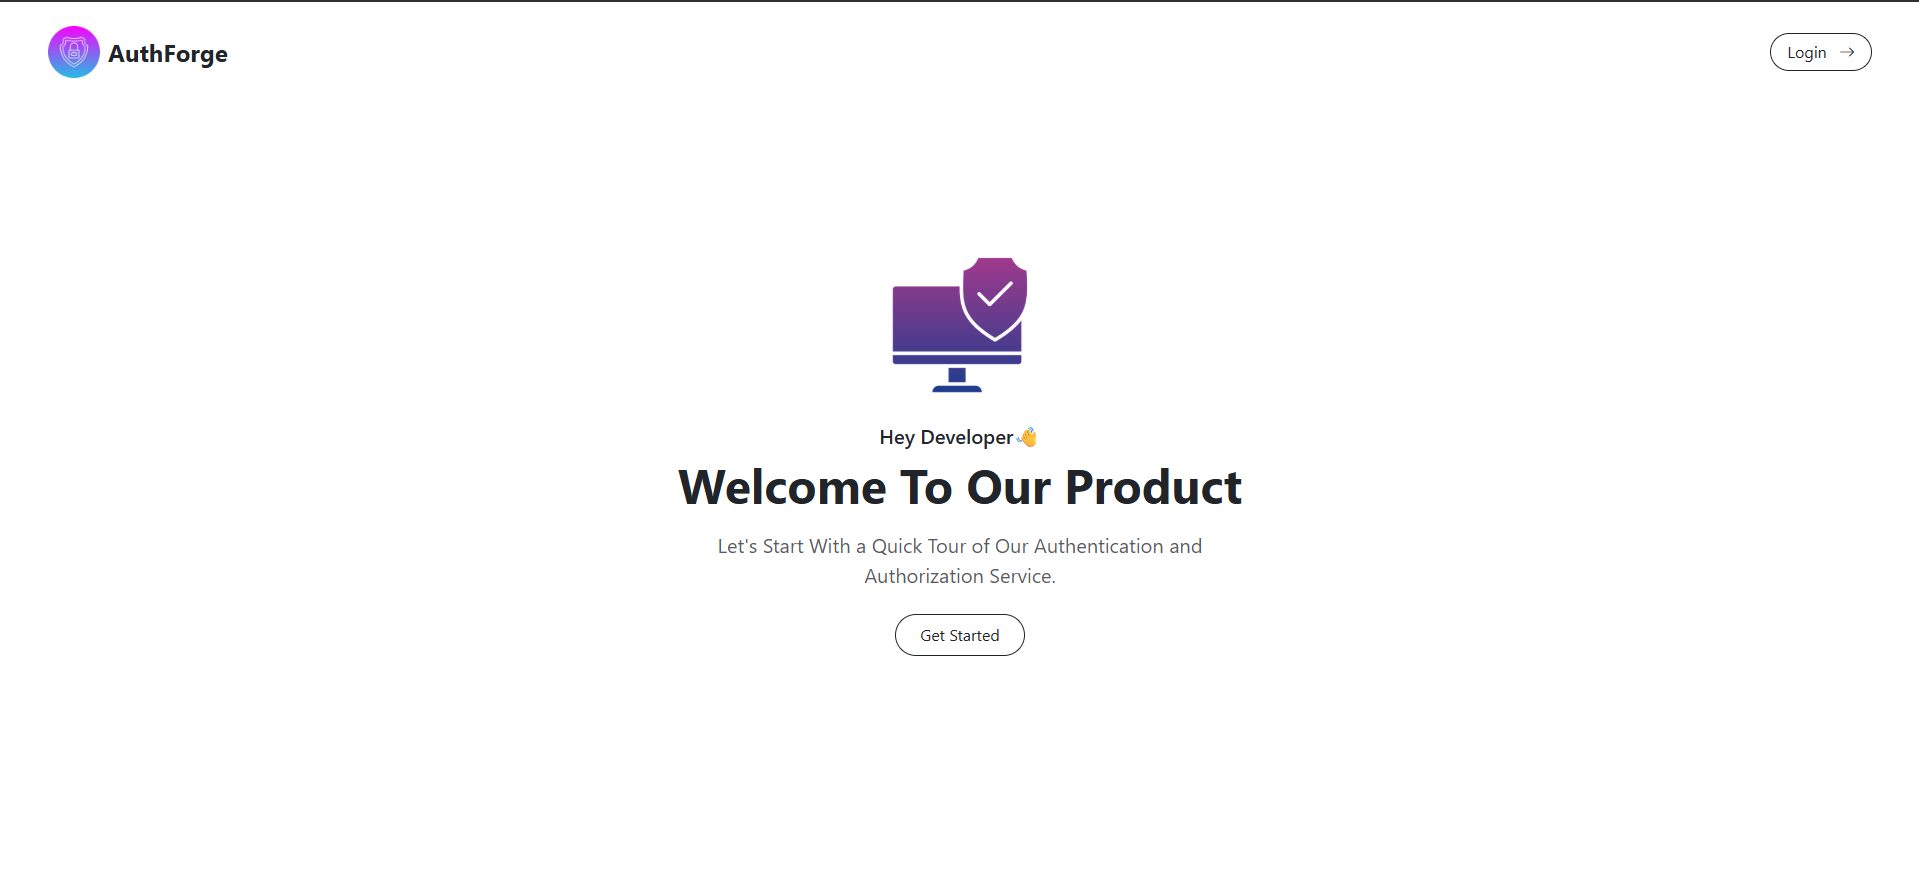 AuthForge
Login →
Hey Developer👋
Welcome To Our Product
Let's Start With a Quick Tour of Our Authentication and
Authorization Service.
Get Started